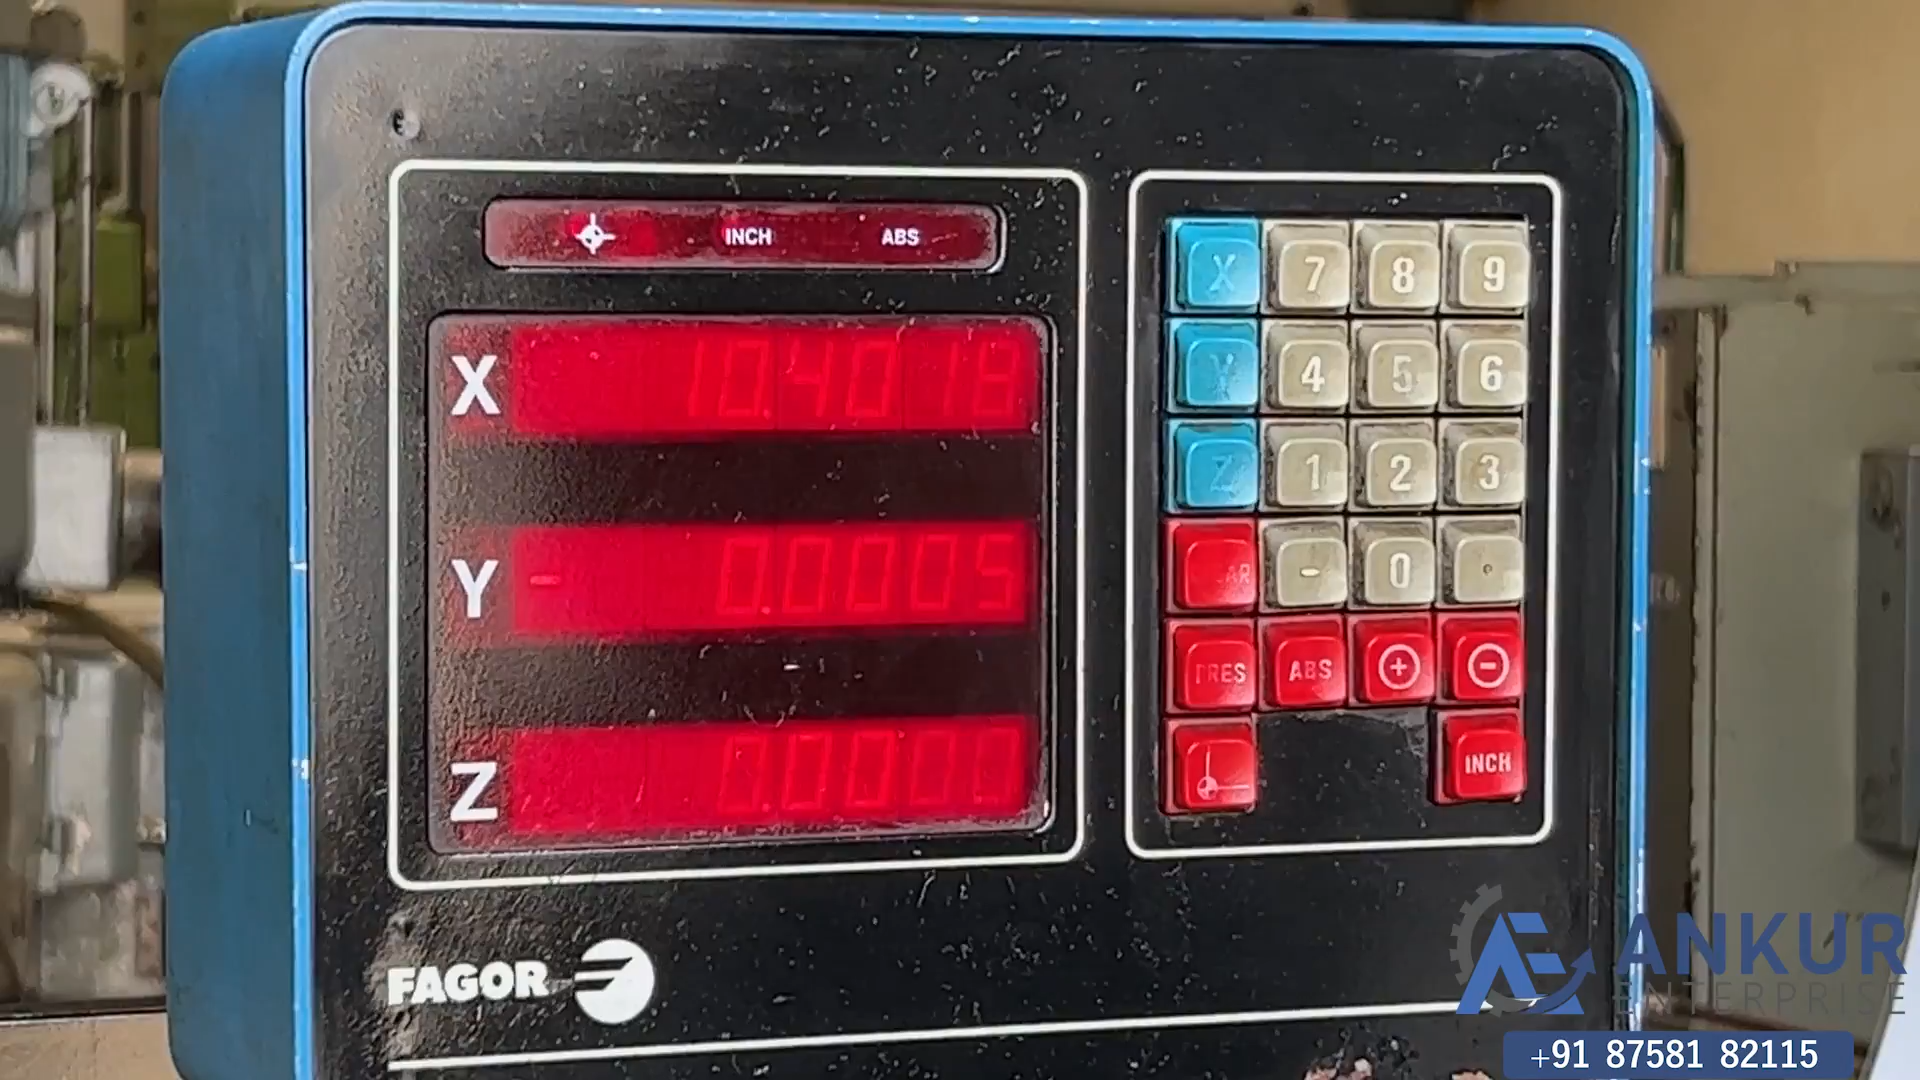 INCH ABS
X 10.4018
Y - 0.0005
Z 0.0000
X 7 8 9
Y 4 5 6
Z 1 2 3
- 0 .
PRES ABS + -
INCH
FAGOR
ANKUR
ENTERPRISE
+91 87581 82115